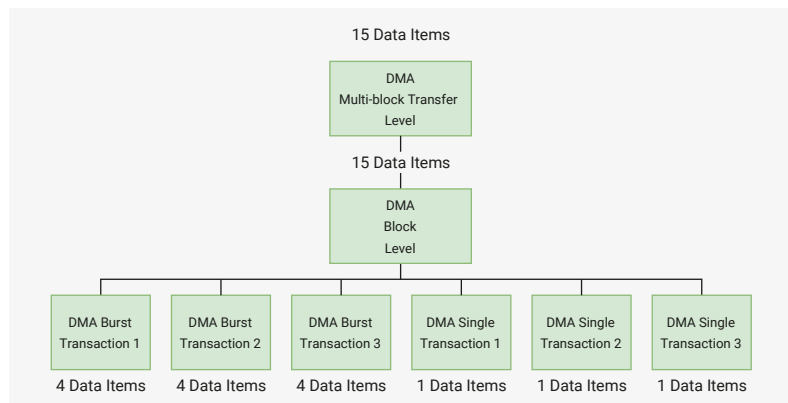 15 Data Items
DMA
Multi-block Transfer
Level
15 Data Items
DMA
Block
Level
DMA Burst
Transaction 1
DMA Burst
Transaction 2
DMA Burst
Transaction 3
DMA Single
Transaction 1
DMA Single
Transaction 2
DMA Single
Transaction 3
4 Data Items
4 Data Items
4 Data Items
1 Data Items
1 Data Items
1 Data Items